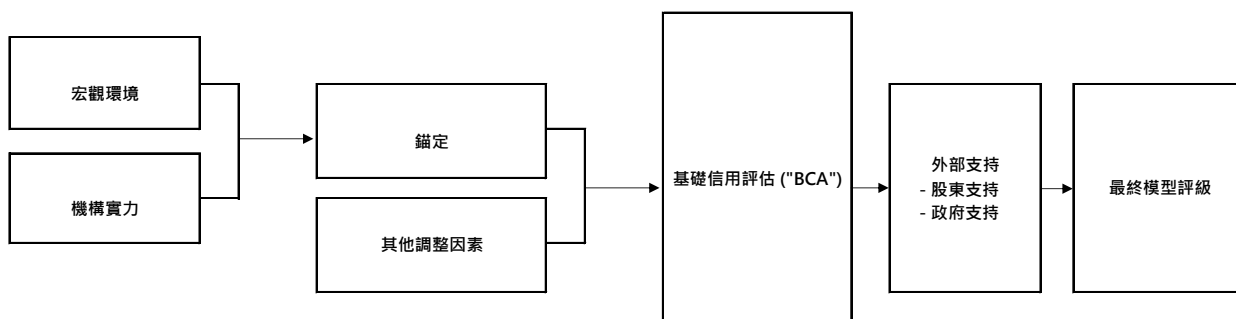 宏觀環境
機構實力
錨定
其他調整因素
基礎信用評估 ("BCA")
外部支持
- 股東支持
- 政府支持
最終模型評級